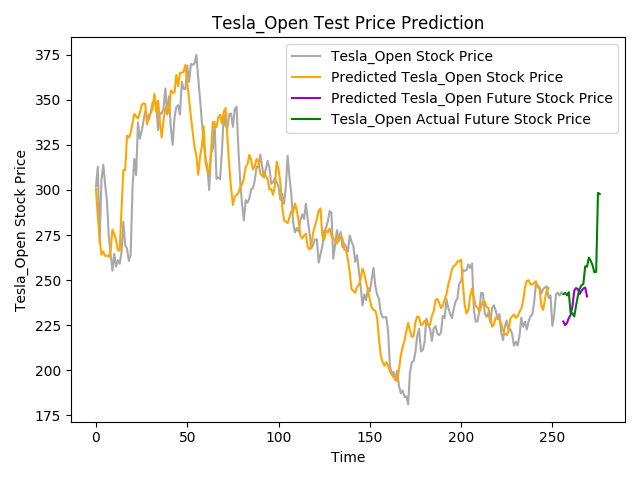 Tesla_Open Test Price Prediction
Tesla_Open Stock Price
Predicted Tesla_Open Stock Price
Predicted Tesla_Open Future Stock Price
Tesla_Open Actual Future Stock Price
Tesla_Open Stock Price
375
350
325
300
275
250
225
200
175
0 50 100 150 200 250
Time